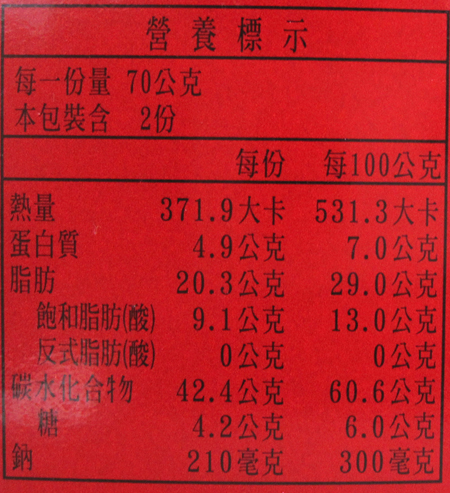 營養標示
每一份量 70公克
本包裝含 2份
每份 每100公克
熱量 371.9大卡 531.3大卡
蛋白質 4.9公克 7.0公克
脂肪 20.3公克 29.0公克
飽和脂肪(酸) 9.1公克 13.0公克
反式脂肪(酸) 0公克 0公克
碳水化合物 42.4公克 60.6公克
糖 4.2公克 6.0公克
鈉 210毫克 300毫克